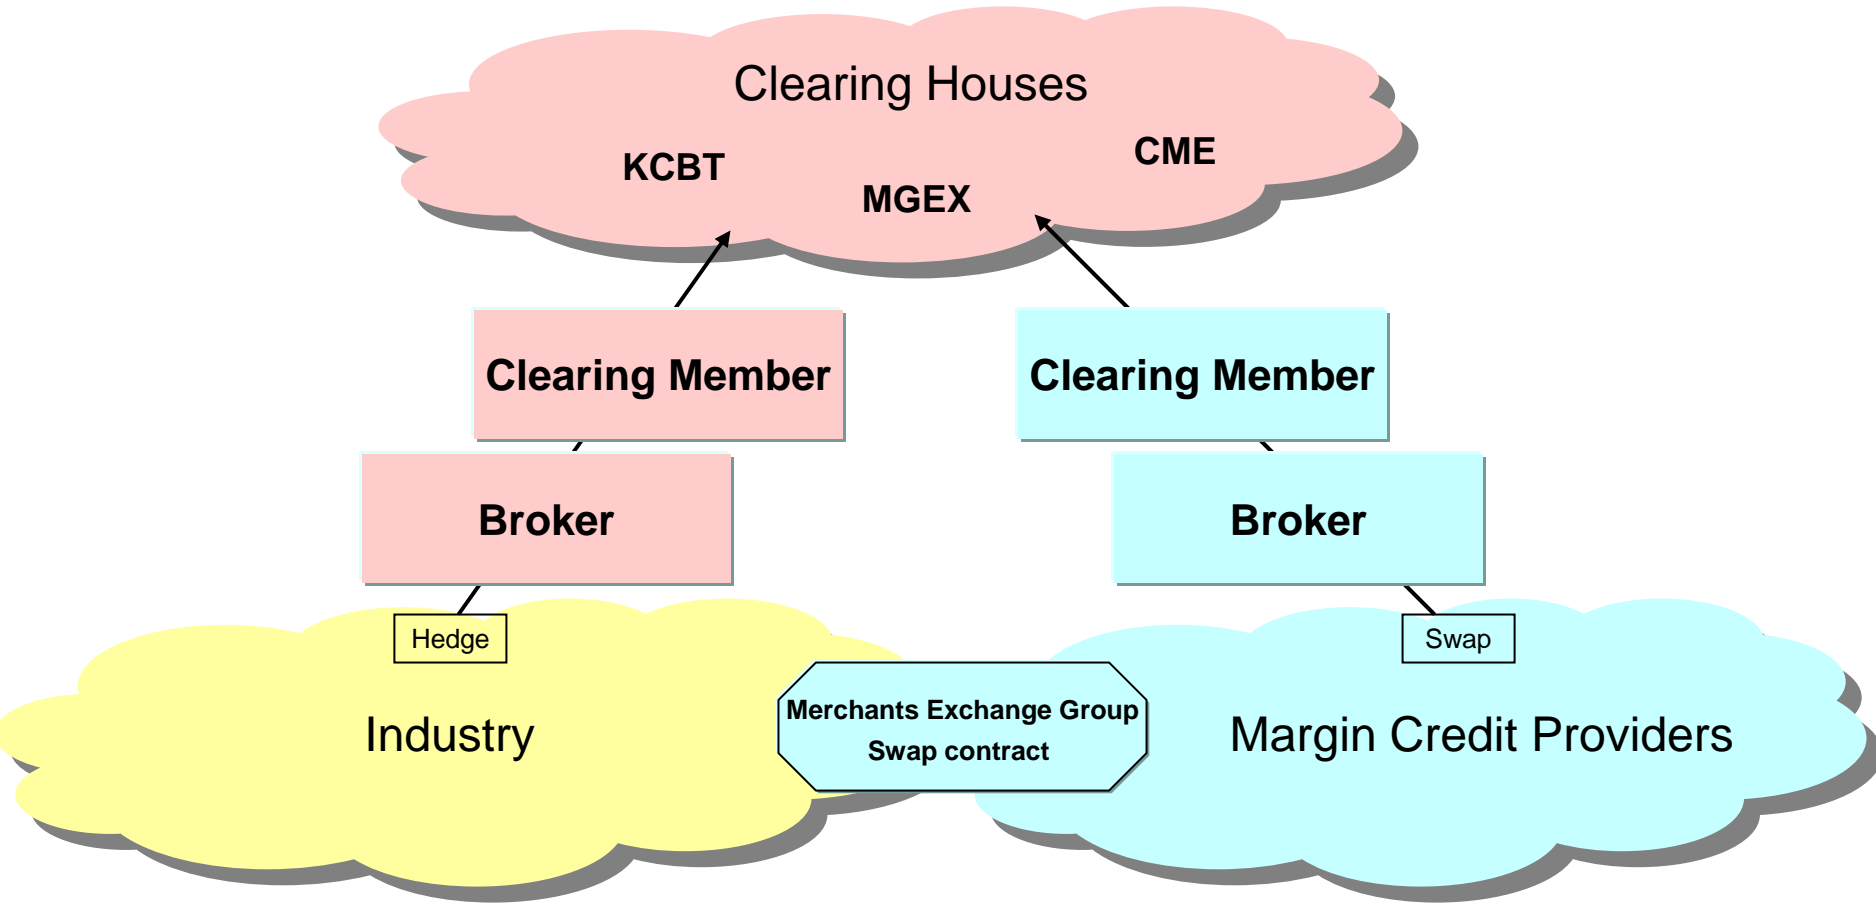 Clearing Houses
KCBT
MGEX
CME
Clearing Member
Clearing Member
Broker
Broker
Hedge
Swap
Industry
Merchants Exchange Group
Swap contract
Margin Credit Providers